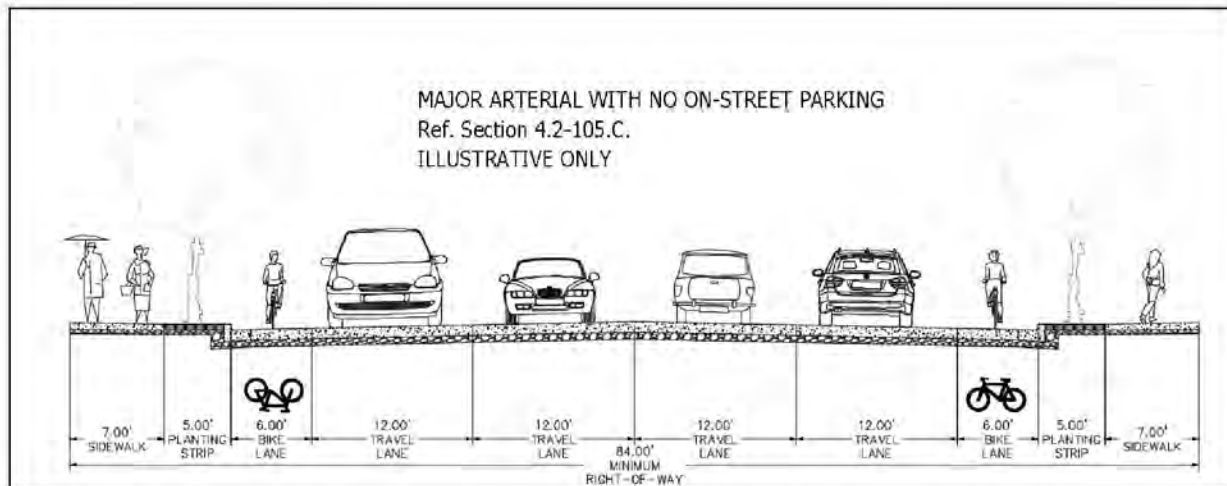 MAJOR ARTERIAL WITH NO ON-STREET PARKING
Ref. Section 4.2-105.C.
ILLUSTRATIVE ONLY
7.00'
SIDEWALK
5.00'
PLANTING
STRIP
6.00'
BIKE
LANE
12.00'
TRAVEL
LANE
12.00'
TRAVEL
LANE
12.00'
TRAVEL
LANE
12.00'
TRAVEL
LANE
6.00'
BIKE
LANE
5.00'
PLANTING
STRIP
7.00'
SIDEWALK
84.00'
MINIMUM
RIGHT-OF-WAY